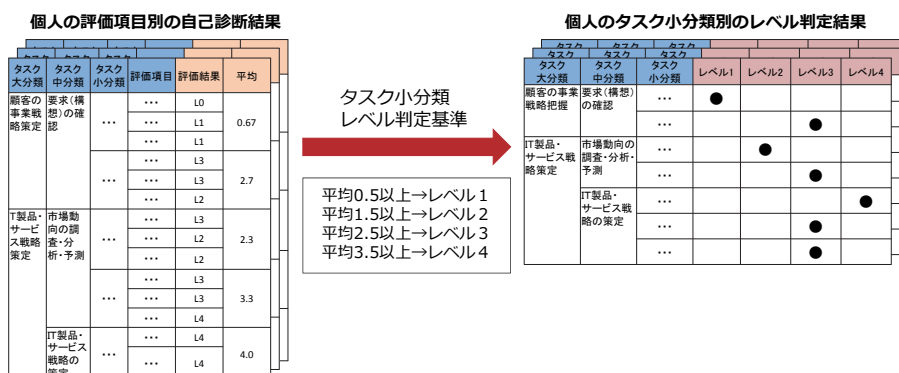 個人の評価項目別の自己診断結果
タスク
大分類
タスク
中分類
タスク
小分類
評価項目
評価結果
平均
顧客の
事業戦
略策定
要求(構
想)の確
認
…
…
L0
0.67
…
L1
…
L1
…
…
L3
2.7
…
L3
…
L2
T製品・
サービ
ス戦略
策定
市場動
向の調
査・分
析・予測
…
…
L3
2.3
…
L2
…
L2
…
…
L3
3.3
…
L3
…
L4
IT製品・
サービス
戦略の
策定
…
…
L4
4.0
…
L4
タスク小分類
レベル判定基準
平均0.5以上→レベル1
平均1.5以上→レベル2
平均2.5以上→レベル3
平均3.5以上→レベル4
個人のタスク小分類別のレベル判定結果
タスク
タスク
タスク
タスク
大分類
タスク
中分類
タスク
小分類
レベル1
レベル2
レベル3
レベル4
顧客の事業
戦略把握
要求(構想)
の確認
…
●
…
●
IT製品・
サービス戦
略策定
市場動向の
調査・分析・
予測
…
●
…
●
IT製品・
サービス戦
略の策定
…
●
…
●
…
●